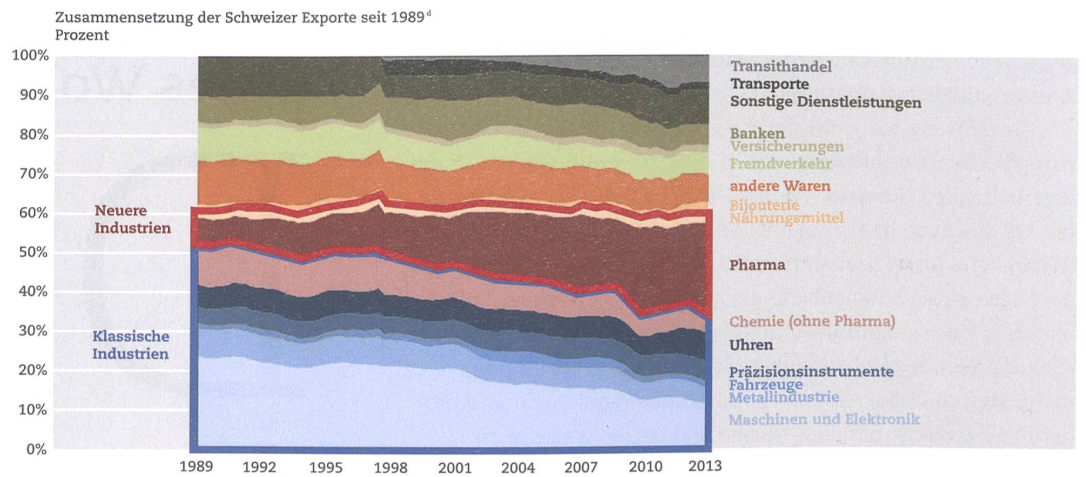 Zusammensetzung der Schweizer Exporte seit 1989 d
Prozent
100%
90%
80%
70%
60%
50%
40%
30%
20%
10%
0%
Neuere
Industrien
Klassische
Industrien
Transithandel
Transporte
Sonstige Dienstleistungen
Banken
Versicherungen
Fremdverkehr
andere Waren
Bijouterie
Nahrungsmittel
Pharma
Chemie (ohne Pharma)
Uhren
Präzisionsinstrumente
Fahrzeuge
Metallindustrie
Maschinen und Elektronik
1989 1992 1995 1998 2001 2004 2007 2010 2013